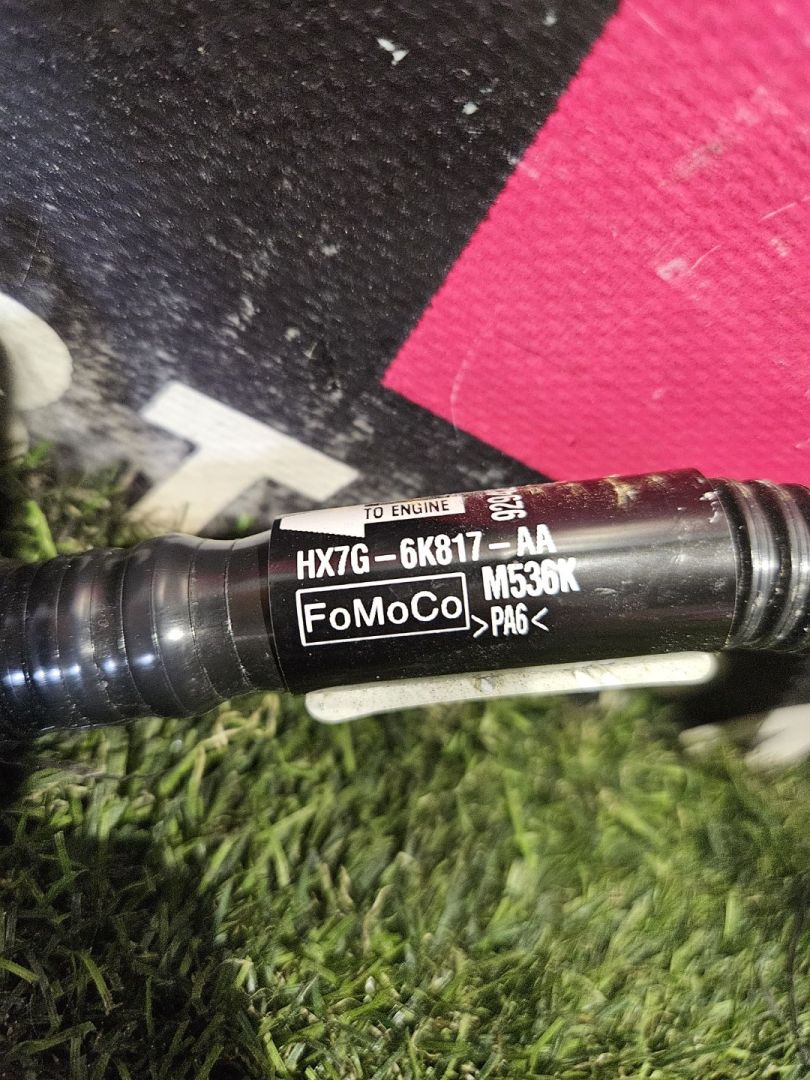 TO ENGINE
HX7G-6K817-AA
M536K
FoMoCo
>PA6<